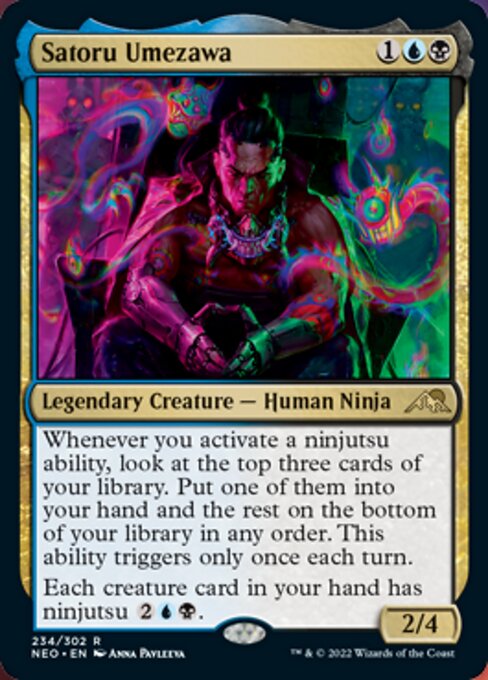 Satoru Umezawa 1
Legendary Creature — Human Ninja
Whenever you activate a ninjutsu
ability, look at the top three cards of
your library. Put one of them into
your hand and the rest on the bottom
of your library in any order. This
ability triggers only once each turn.
Each creature card in your hand has
ninjutsu 2.
2/4
234/302 R
NEO • EN Anna Pavleeva
™ & © 2022 Wizards of the Coast